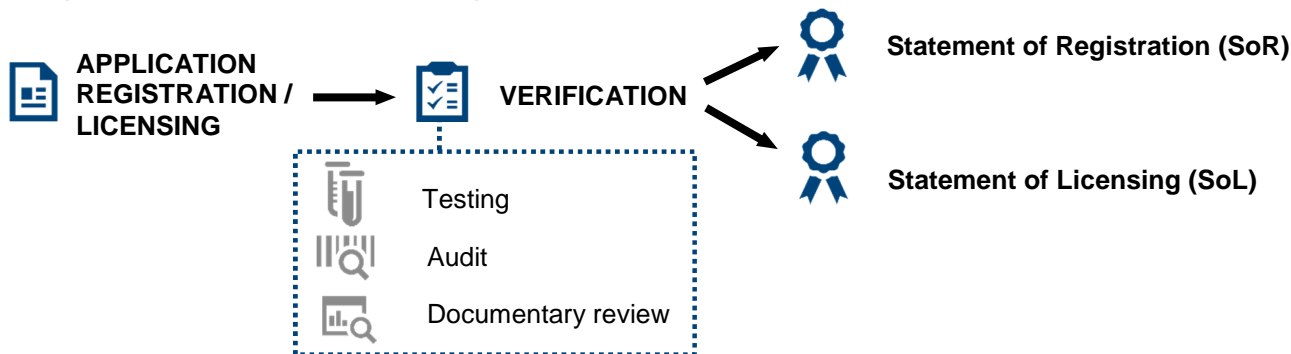 APPLICATION
REGISTRATION /
LICENSING
VERIFICATION
Testing
Audit
Documentary review
Statement of Registration (SoR)
Statement of Licensing (SoL)